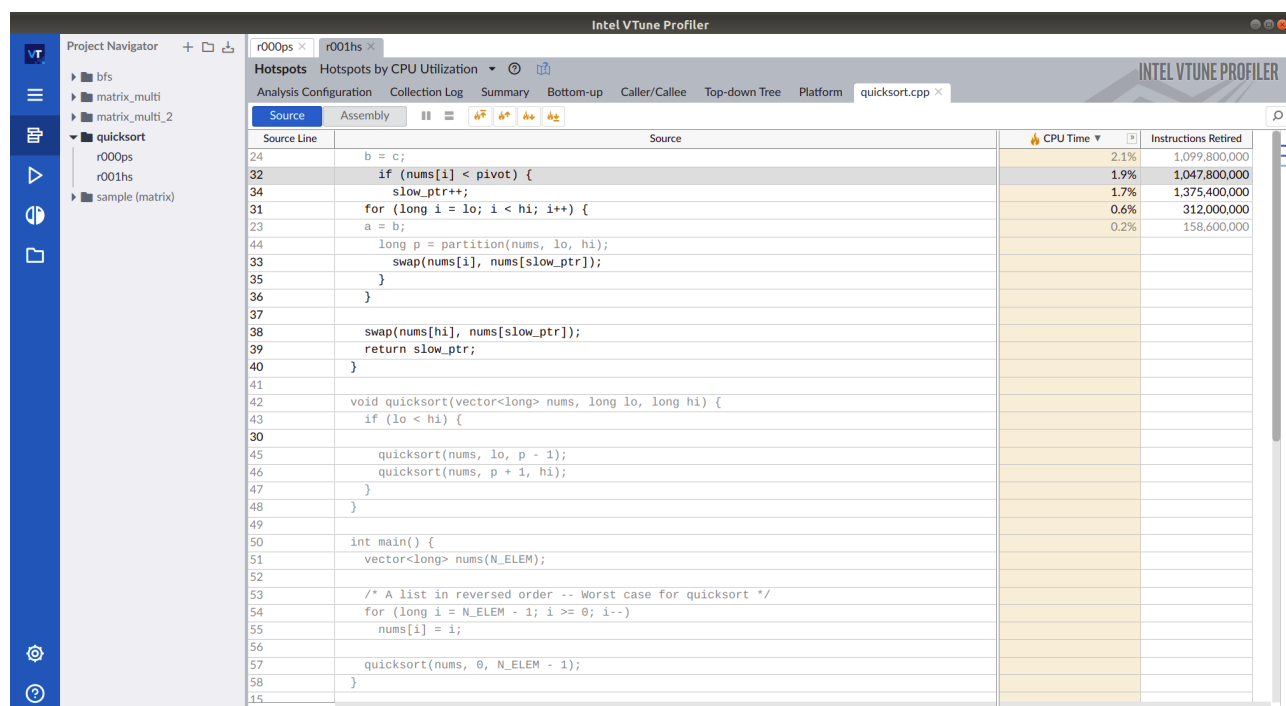 Intel VTune Profiler
VT
Project Navigator
r000ps
r001hs
Hotspots Hotspots by CPU Utilization
INTEL VTUNE PROFILER
Analysis Configuration Collection Log Summary Bottom-up Caller/Callee Top-down Tree Platform quicksort.cpp
bfs
matrix_multi
matrix_multi_2
quicksort
r000ps
r001hs
sample (matrix)
Source Assembly
Source Line Source CPU Time Instructions Retired
24 b = c; 2.1% 1,099,800,000
32 if (nums[i] < pivot) { 1.9% 1,047,800,000
34 slow_ptr++; 1.7% 1,375,400,000
31 for (long i = lo; i < hi; i++) { 0.6% 312,000,000
23 a = b; 0.2% 158,600,000
44 long p = partition(nums, lo, hi);
33 swap(nums[i], nums[slow_ptr]);
35 }
36 }
37
38 swap(nums[hi], nums[slow_ptr]);
39 return slow_ptr;
40 }
41
42 void quicksort(vector<long> nums, long lo, long hi) {
43 if (lo < hi) {
30
45 quicksort(nums, lo, p - 1);
46 quicksort(nums, p + 1, hi);
47 }
48 }
49
50 int main() {
51 vector<long> nums(N_ELEM);
52
53 /* A list in reversed order -- Worst case for quicksort */
54 for (long i = N_ELEM - 1; i >= 0; i--)
55 nums[i] = i;
56
57 quicksort(nums, 0, N_ELEM - 1);
58 }
15